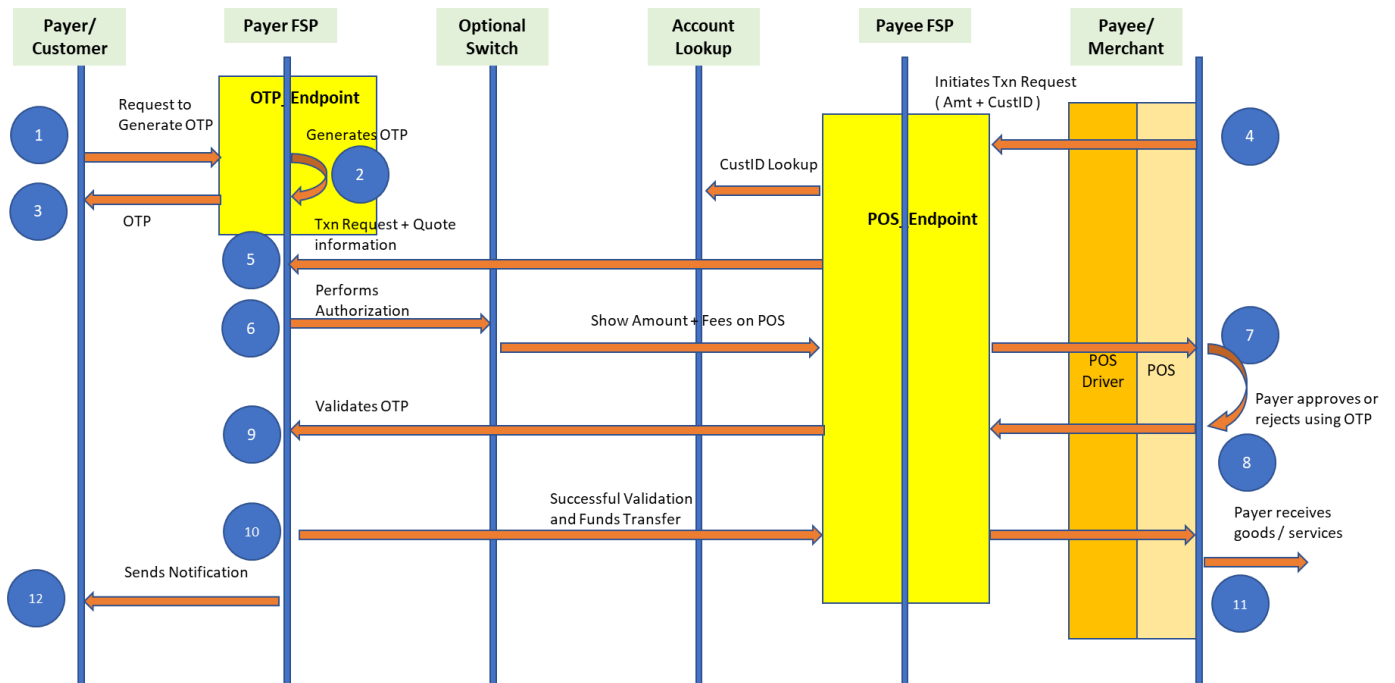 Payer/
Customer
Payer FSP
Optional
Switch
Account
Lookup
Payee FSP
Payee/
Merchant
OTP_Endpoint
Initiates Txn Request
( Amt + CustID )
Request to
Generate OTP
1
Generates OTP
4
CustID Lookup
2
3
OTP
POS_Endpoint
Txn Request + Quote
information
5
Performs
Authorization
6
Show Amount + Fees on POS
7
POS
Driver
POS
Payer approves or
rejects using OTP
Validates OTP
9
8
Successful Validation
and Funds Transfer
10
Payer receives
goods / services
Sends Notification
12
11